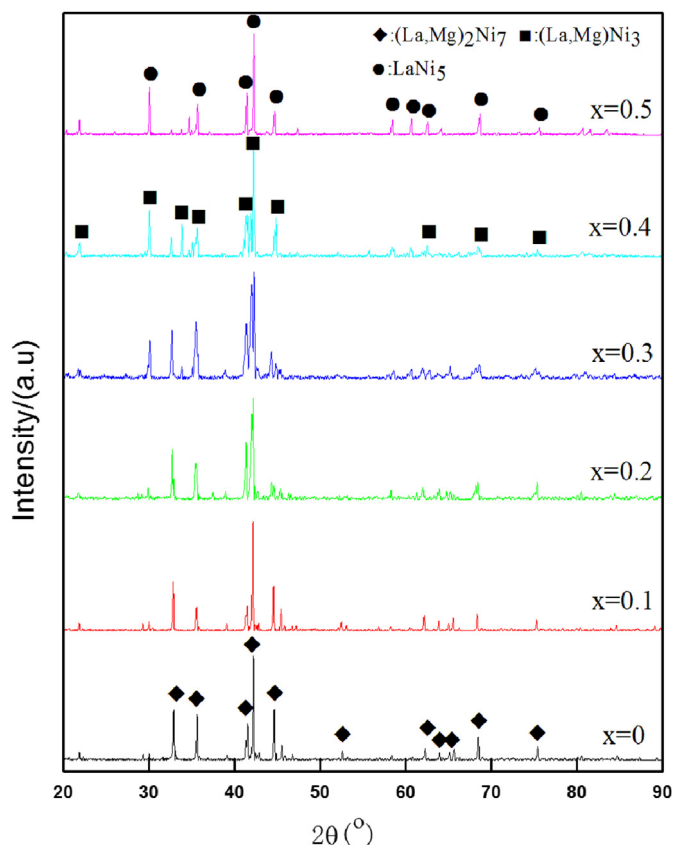 ◆:(La,Mg)2Ni7 ■:(La,Mg)Ni3
●:LaNi5
x=0.5
x=0.4
x=0.3
x=0.2
x=0.1
x=0
Intensity/(a.u)
20 30 40 50 60 70 80 90
2θ(°)